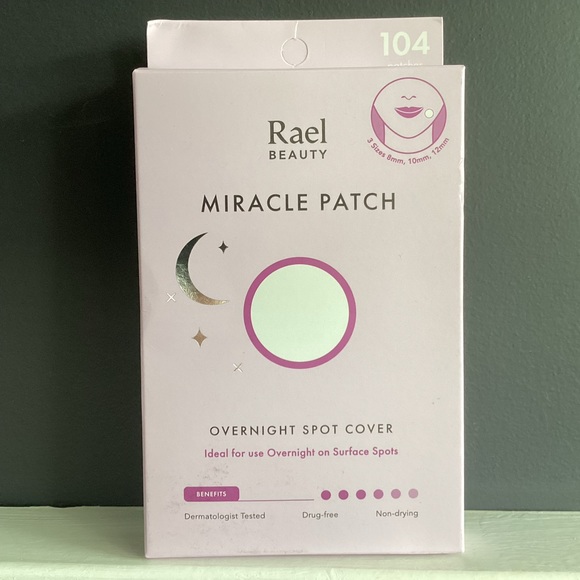 104
patches
3 Sizes 8mm, 10mm, 12mm
Rael
BEAUTY
MIRACLE PATCH
OVERNIGHT SPOT COVER
Ideal for use Overnight on Surface Spots
BENEFITS
Dermatologist Tested
Drug-free
Non-drying